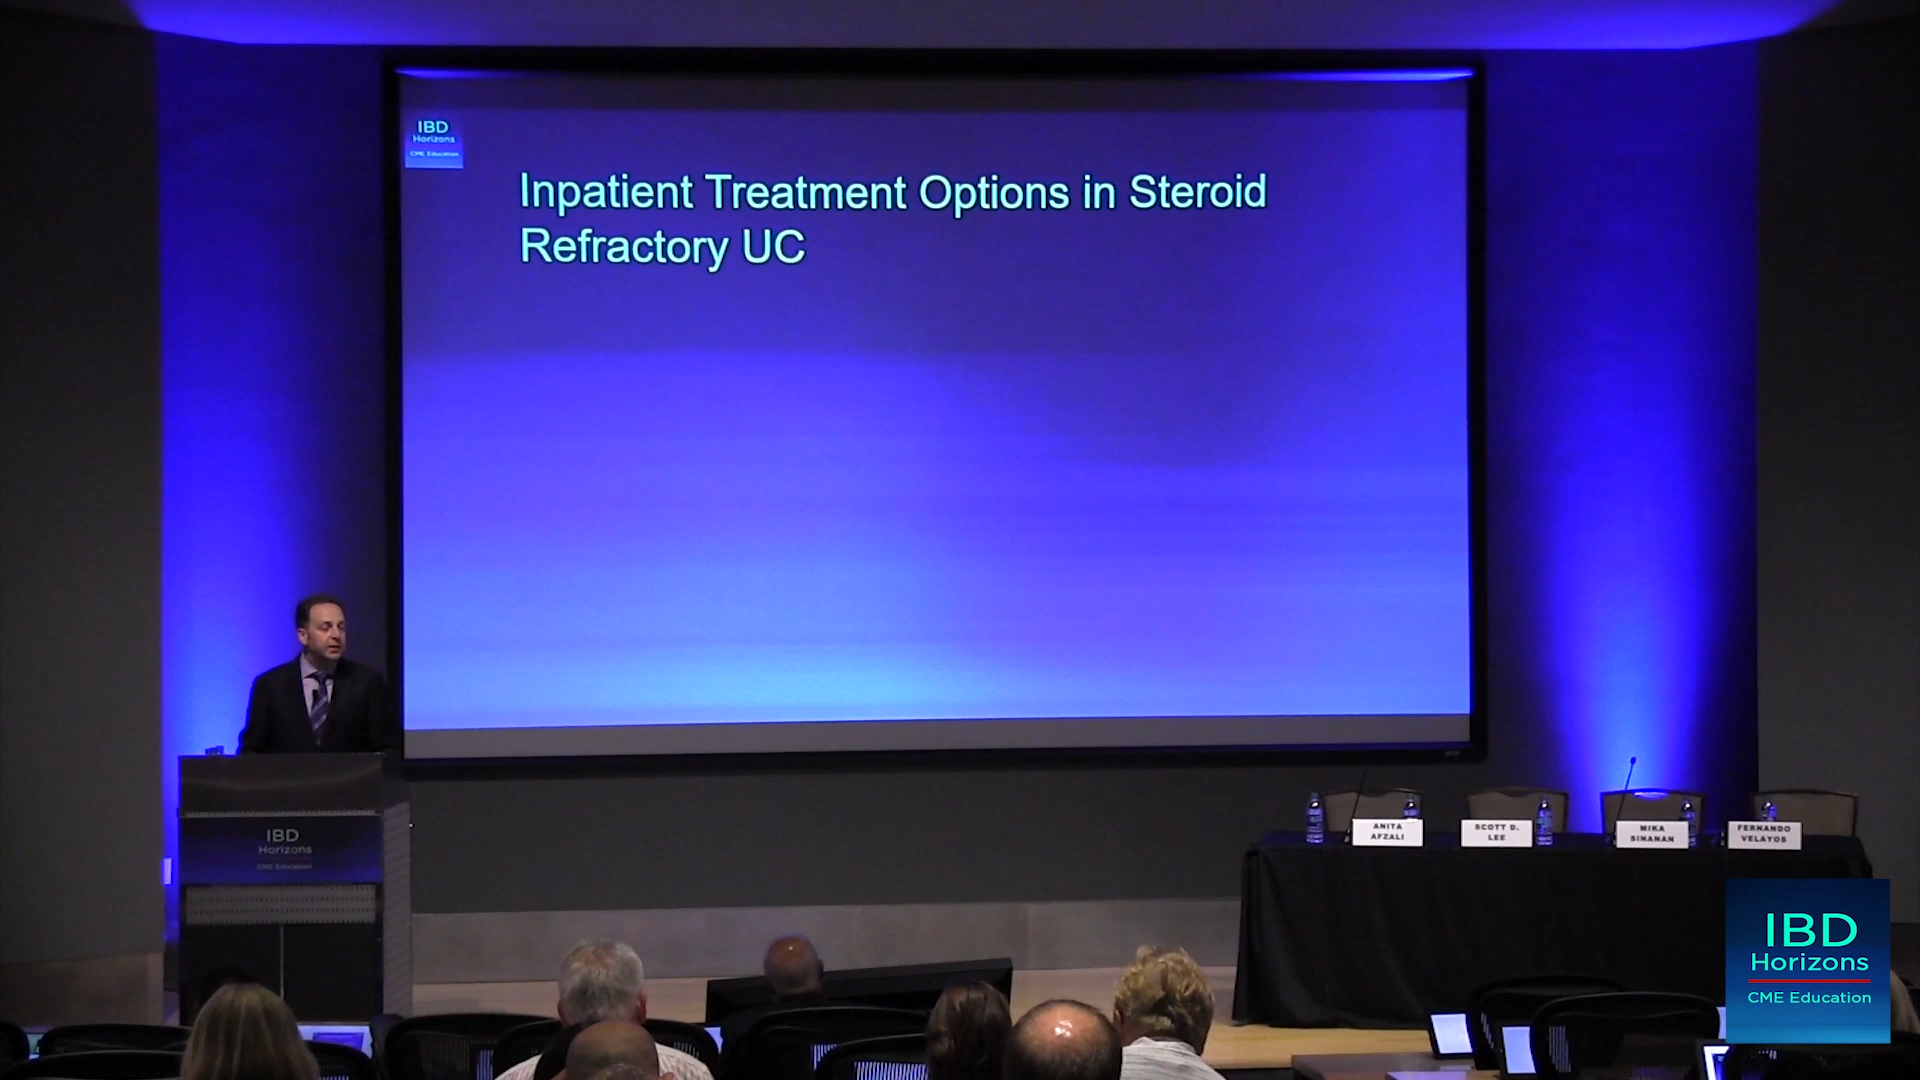 IBD
Horizons
CME Education
Inpatient Treatment Options in Steroid
Refractory UC
IBD
Horizons
CME Education
ANITA
AFZALI
SCOTT D.
LEE
MIKA
SINANAN
FERNANDO
VELAYOS
IBD
Horizons
CME Education